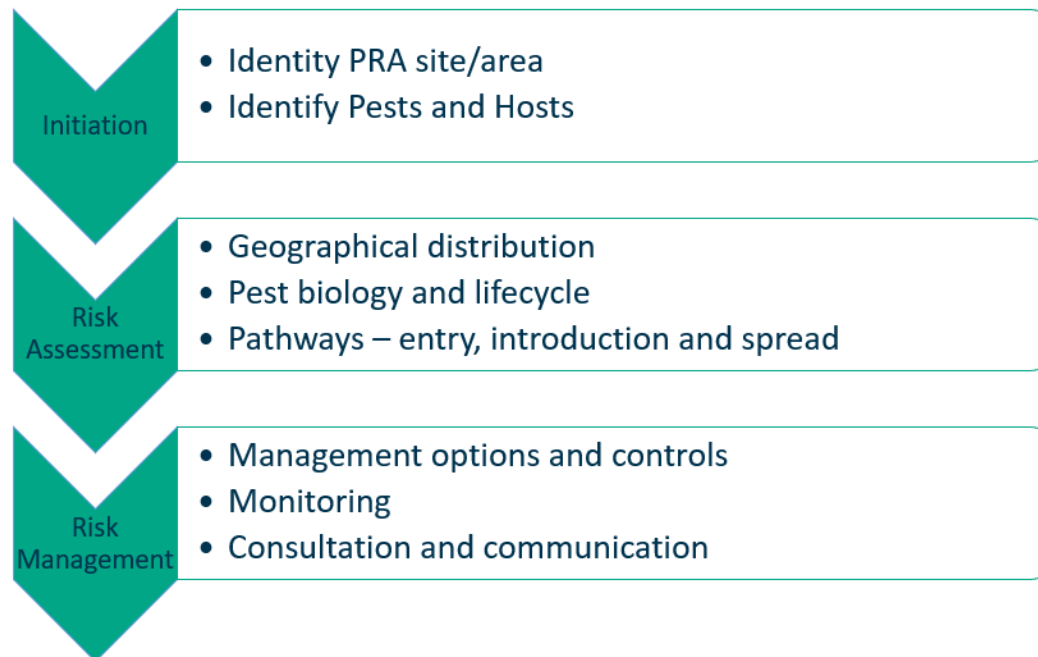 Initiation
• Identity PRA site/area
• Identify Pests and Hosts
Risk
Assessment
• Geographical distribution
• Pest biology and lifecycle
• Pathways – entry, introduction and spread
Risk
Management
• Management options and controls
• Monitoring
• Consultation and communication